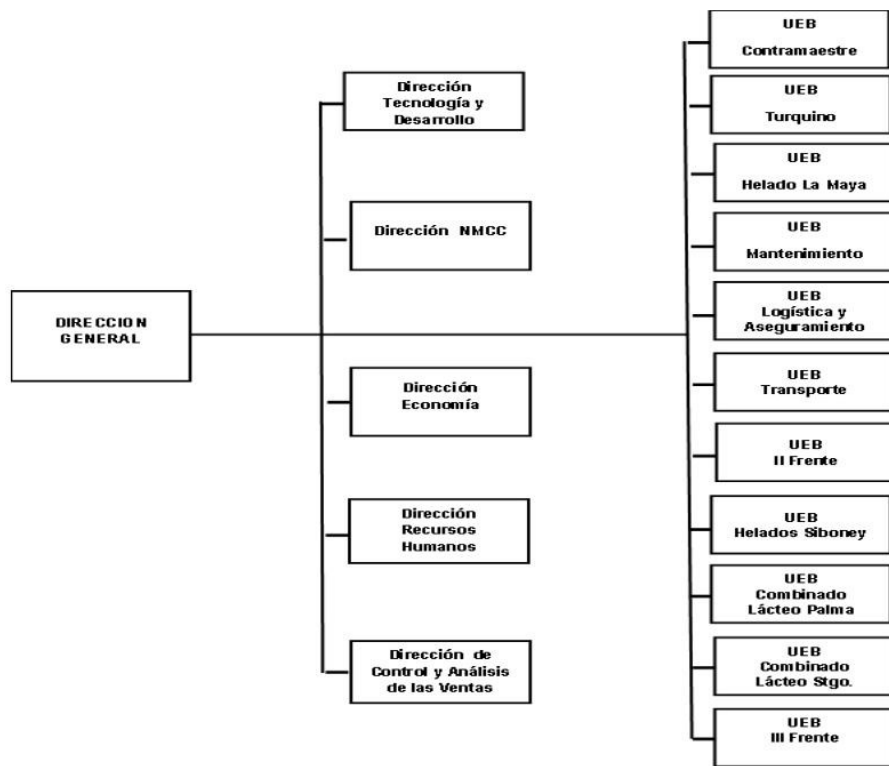 DIRECCION
GENERAL
Dirección
Tecnología y
Desarrollo
Dirección NMCC
Dirección
Economía
Dirección
Recursos
Humanos
Dirección de
Control y Análisis
de las Ventas
UEB
Contramaestre
UEB
Turquino
UEB
Helado La Maya
UEB
Mantenimiento
UEB
Logística y
Aseguramiento
UEB
Transporte
UEB
II Frente
UEB
Helados Siboney
UEB
Combinado
Lácteo Palma
UEB
Combinado
Lácteo Stgo.
UEB
III Frente